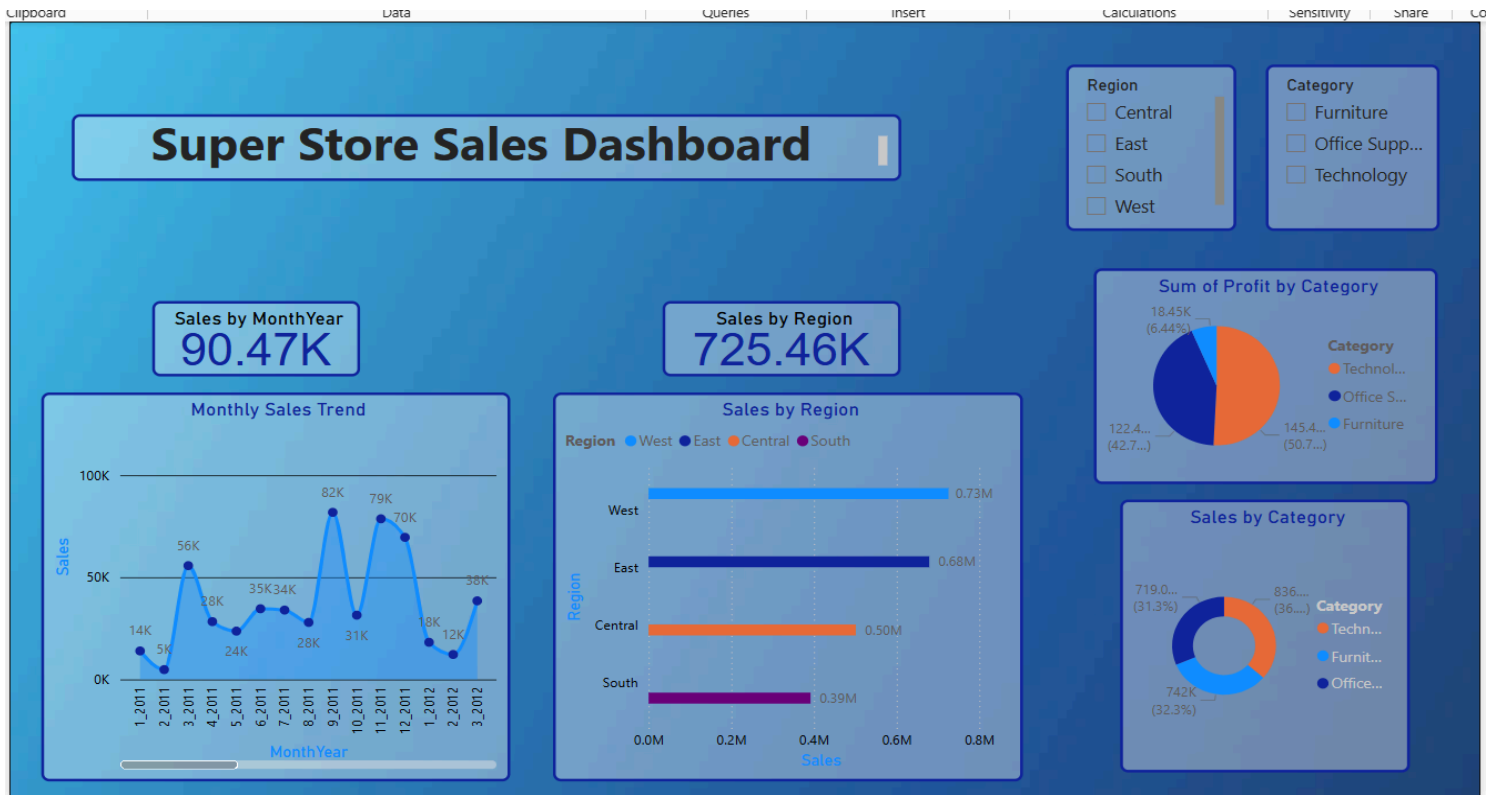 Clipboard Data Queries Insert Calculations Sensitivity Share Co
Super Store Sales Dashboard
Region
Central
East
South
West
Category
Furniture
Office Supp...
Technology
Sales by MonthYear
90.47K
Sales by Region
725.46K
Sum of Profit by Category
18.45K
(6.44%)
122.4...
(42.7...)
145.4...
(50.7...)
Category
Technol...
Office S...
Furniture
Monthly Sales Trend
Sales
100K
50K
0K
14K
5K
56K
28K
24K
35K
34K
28K
82K
31K
79K
70K
18K
12K
38K
1_2011
2_2011
3_2011
4_2011
5_2011
6_2011
7_2011
8_2011
9_2011
10_2011
11_2011
12_2011
1_2012
2_2012
3_2012
MonthYear
Sales by Region
Region West East Central South
Region
West
0.73M
East
0.68M
Central
0.50M
South
0.39M
0.0M 0.2M 0.4M 0.6M 0.8M
Sales
Sales by Category
719.0...
(31.3%)
836....
(36....)
742K
(32.3%)
Category
Techn...
Furnit...
Office...